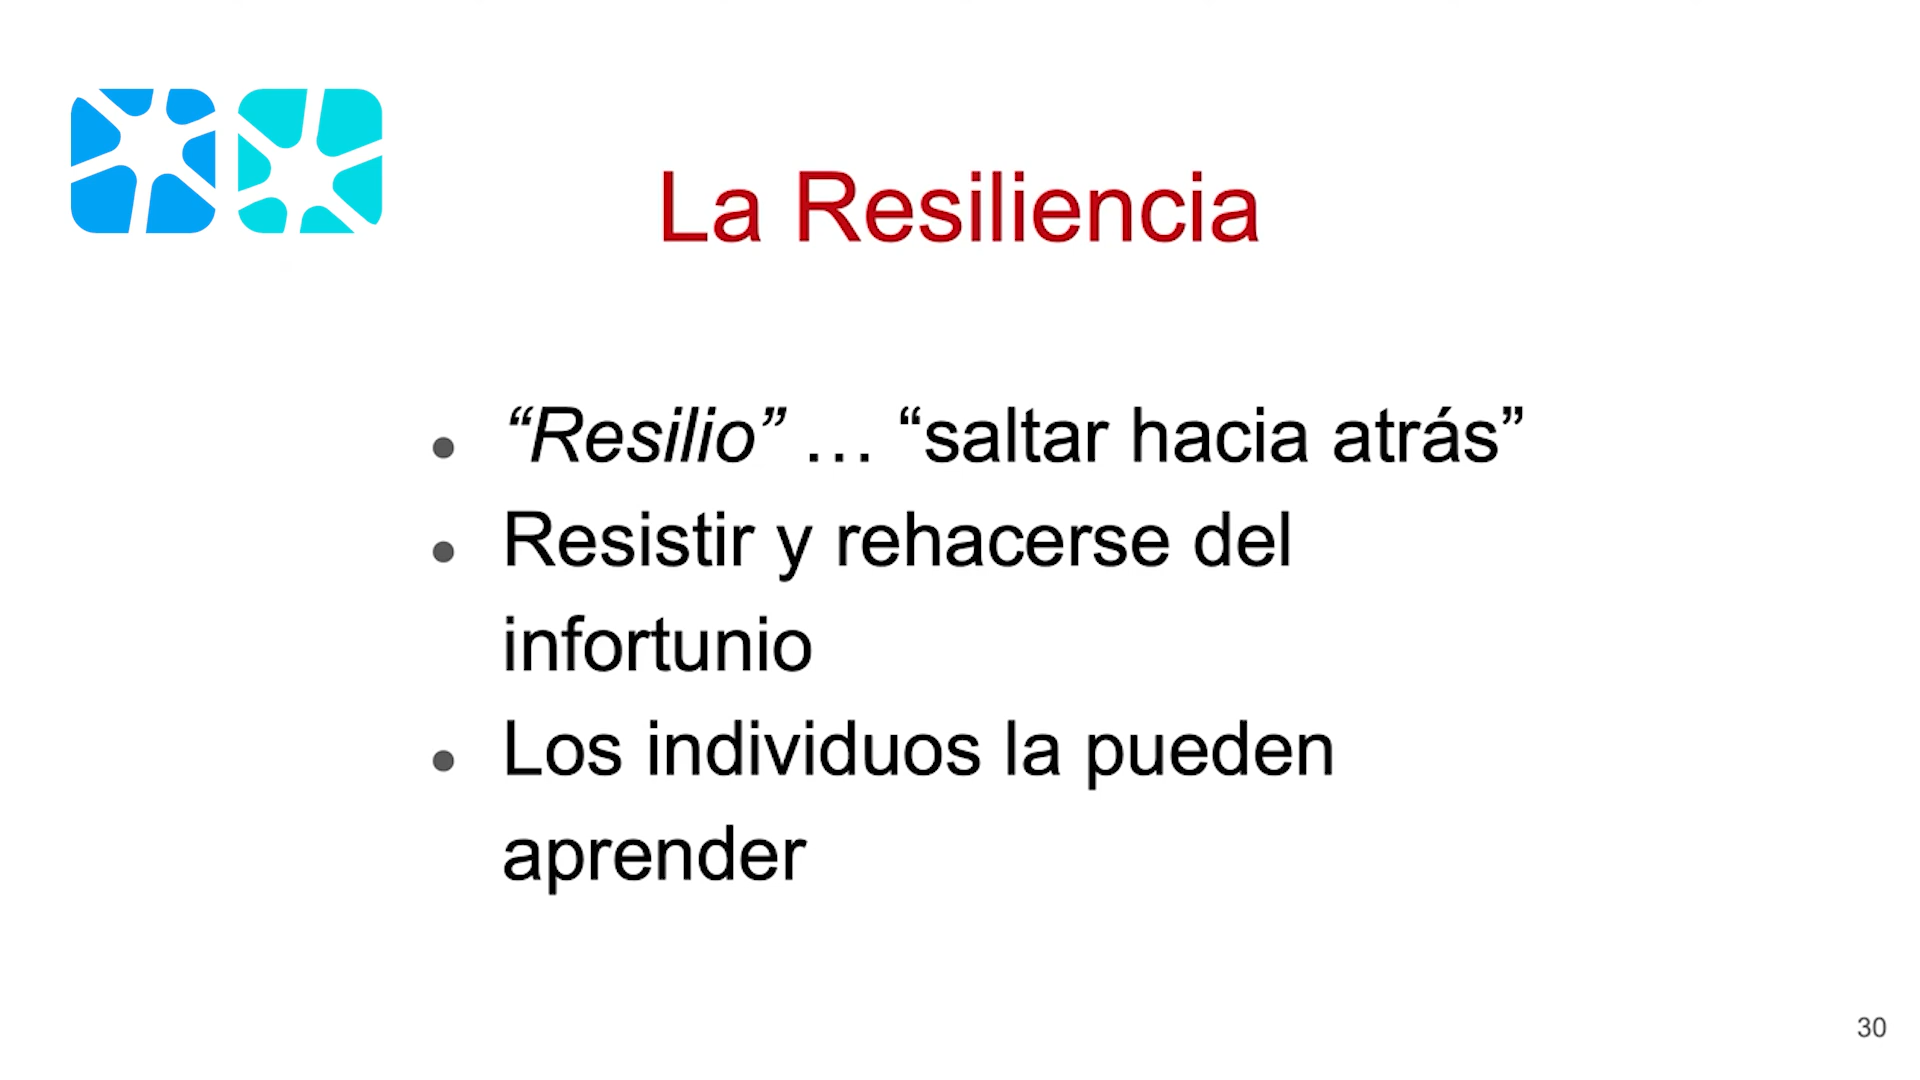 La Resiliencia
“Resilio” … “saltar hacia atrás”
Resistir y rehacerse del
infortunio
Los individuos la pueden
aprender
30